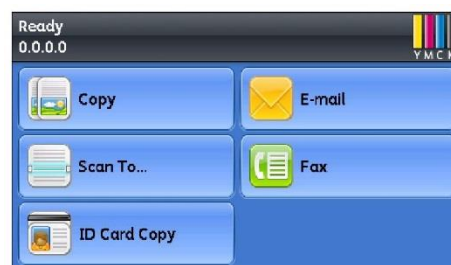 Ready
0.0.0.0
Y M C K
Copy
E-mail
Scan To...
Fax
ID Card Copy